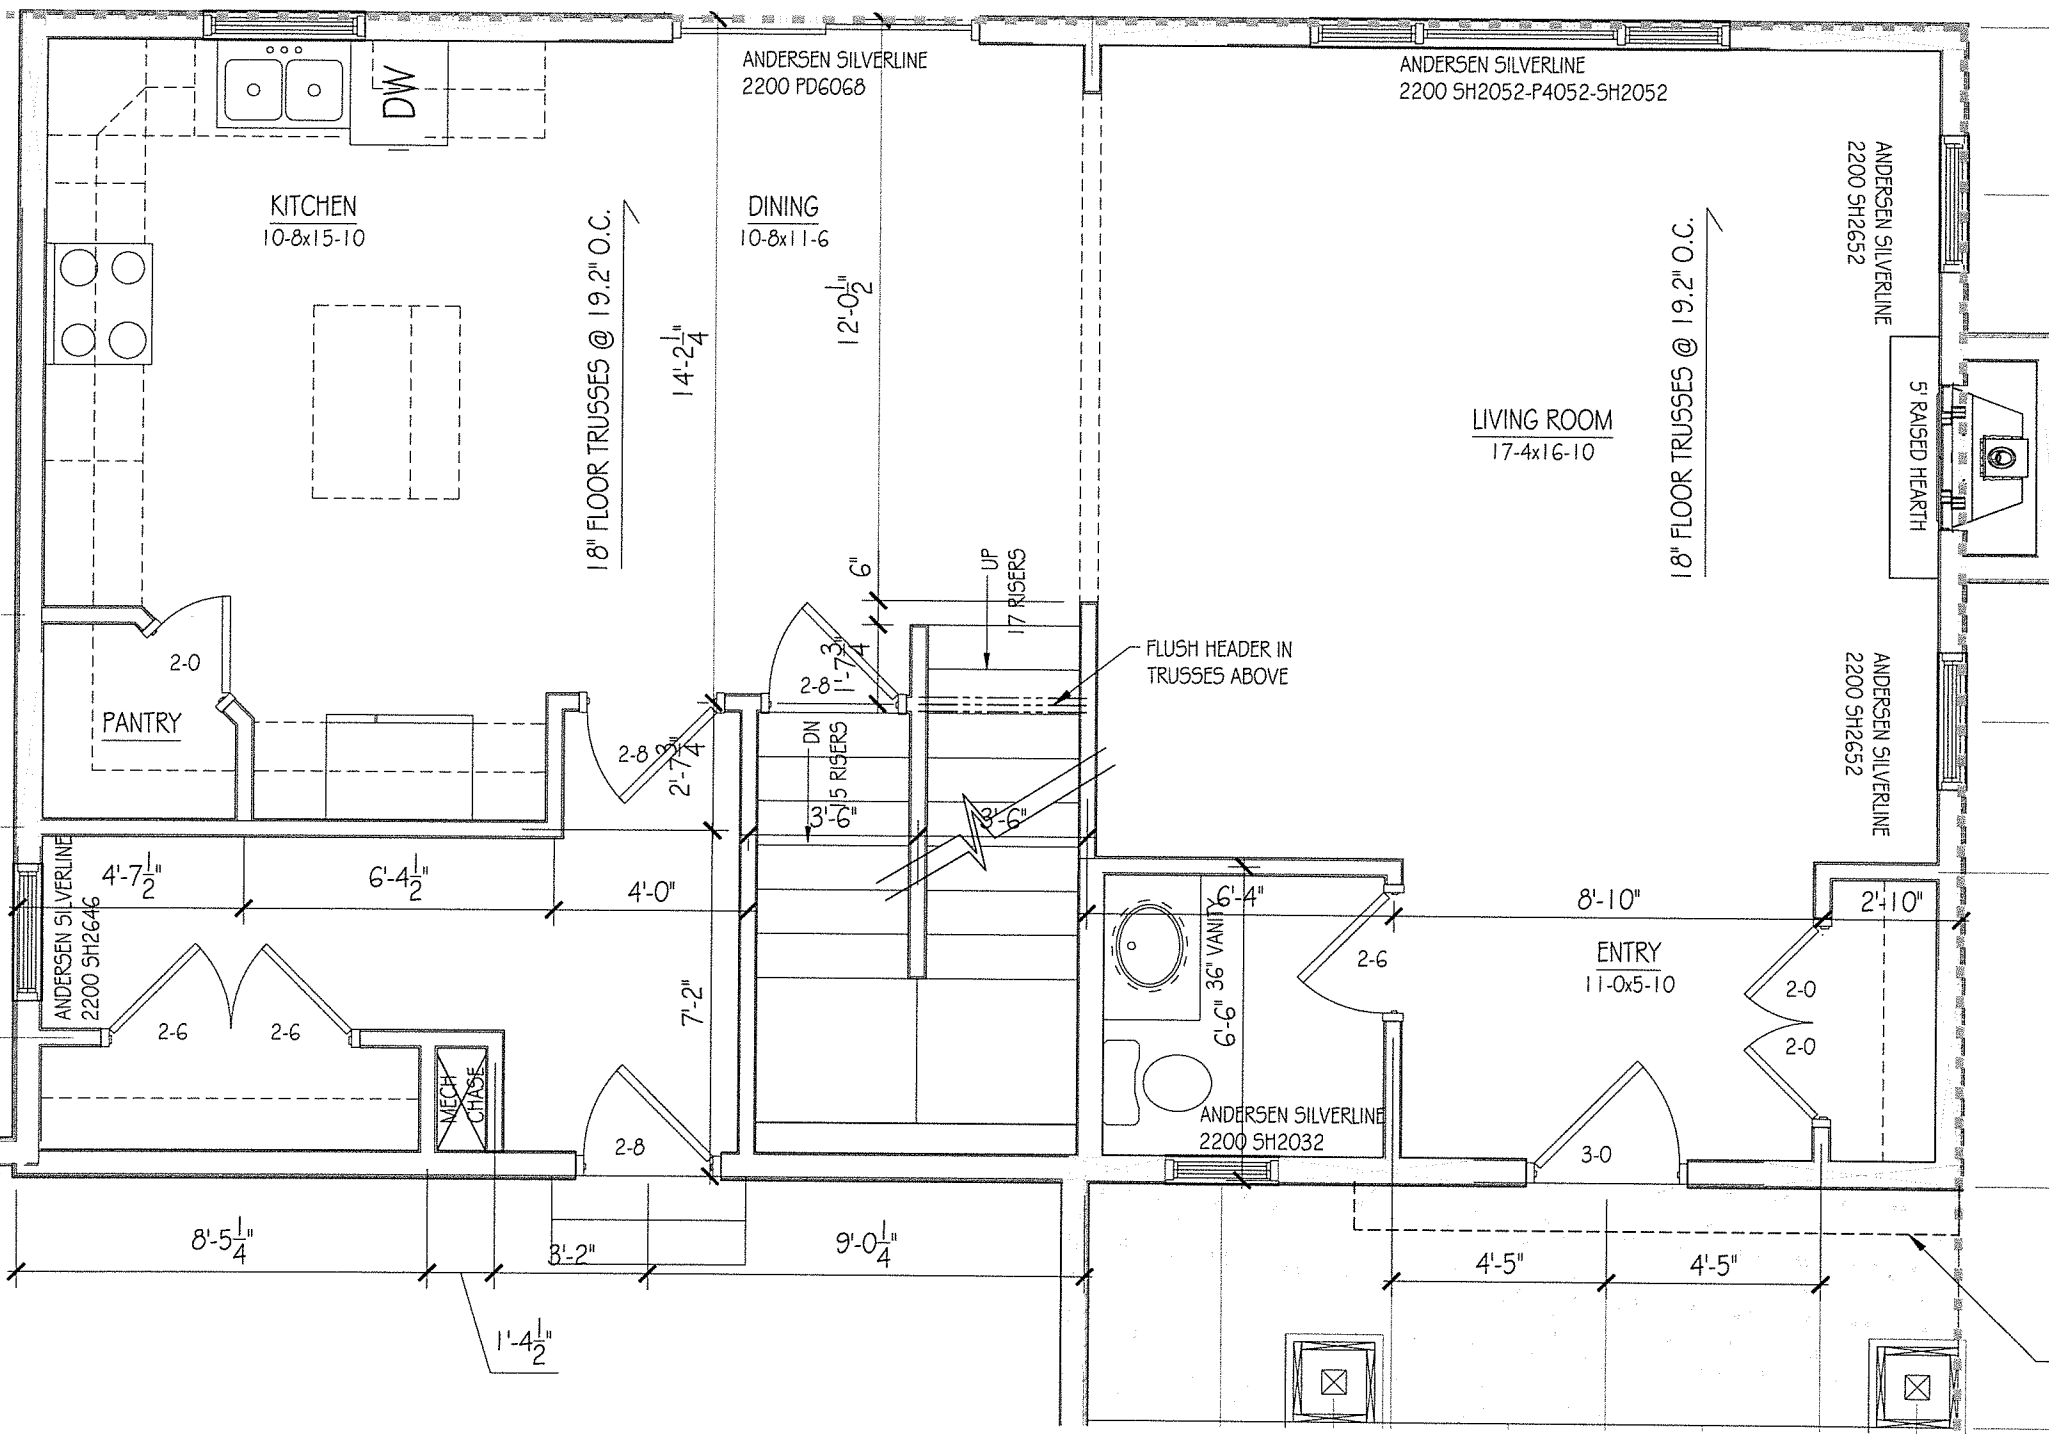 ANDERSEN SILVERLINE
2200 PD6068
ANDERSEN SILVERLINE
2200 SH2052-P4052-SH2052
DW
KITCHEN
10-8x15-10
DINING
10-8x11-6
18" FLOOR TRUSSES @ 19.2" O.C.
14'-2 1/4"
12'-0 1/2"
18" FLOOR TRUSSES @ 19.2" O.C.
ANDERSEN SILVERLINE
2200 SH2652
LIVING ROOM
17-4x16-10
5' RAISED HEARTH
6"
UP
17 RISERS
2-0
PANTRY
2-8
1'-7 3/4"
FLUSH HEADER IN
TRUSSES ABOVE
2-8
2'-7 3/4"
DN
15 RISERS
3'-6"
3'-6"
ANDERSEN SILVERLINE
2200 SH2652
ANDERSEN SILVERLINE
2200 SH2646
4'-7 1/2"
6'-4 1/2"
4'-0"
6'-4"
8'-10"
2'-10"
36" VANITY
6'-6"
2-6
ENTRY
11-0x5-10
2-0
2-0
2-6
2-6
7'-2"
MECH
CHASE
ANDERSEN SILVERLINE
2200 SH2032
2-8
3-0
8'-5 1/4"
3'-2"
9'-0 1/4"
4'-5"
4'-5"
1'-4 1/2"